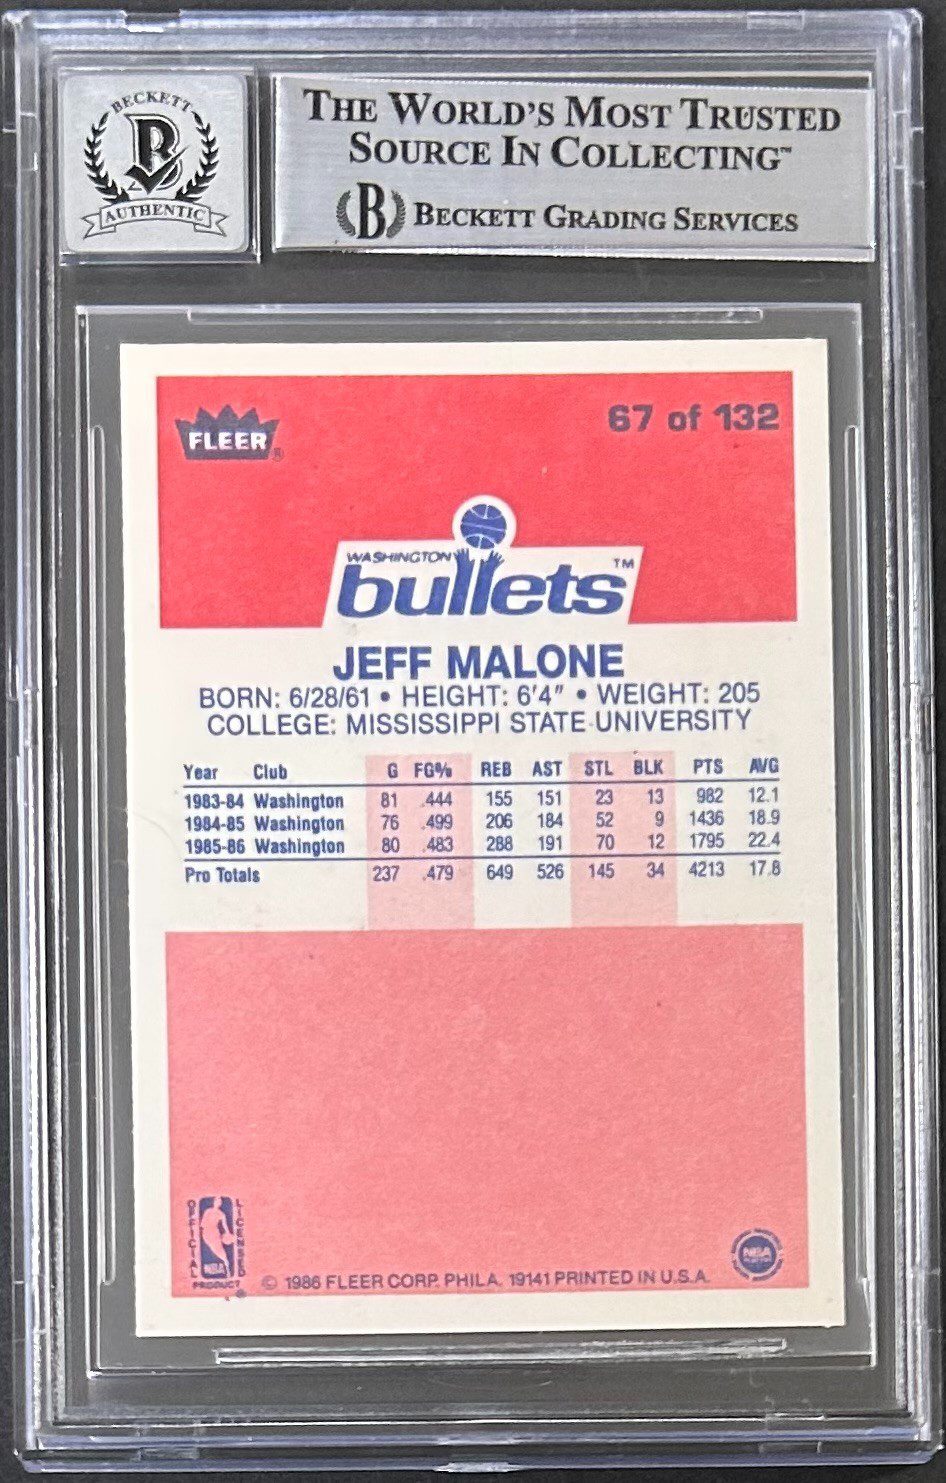 BECKETT
B
AUTHENTIC
THE WORLD'S MOST TRUSTED
SOURCE IN COLLECTING™
B BECKETT GRADING SERVICES
FLEER®
67 of 132
WASHINGTON
bullets™
JEFF MALONE
BORN: 6/28/61 • HEIGHT: 6'4" • WEIGHT: 205
COLLEGE: MISSISSIPPI STATE UNIVERSITY
Year Club G FG% REB AST STL BLK PTS AVG
1983-84 Washington 81 .444 155 151 23 13 982 12.1
1984-85 Washington 76 .499 206 184 52 9 1436 18.9
1985-86 Washington 80 .483 288 191 70 12 1795 22.4
Pro Totals 237 .479 649 526 145 34 4213 17.8
OFFICIAL
LICENSED
NBA
PRODUCT
®
© 1986 FLEER CORP. PHILA. 19141 PRINTED IN U.S.A.
NBA